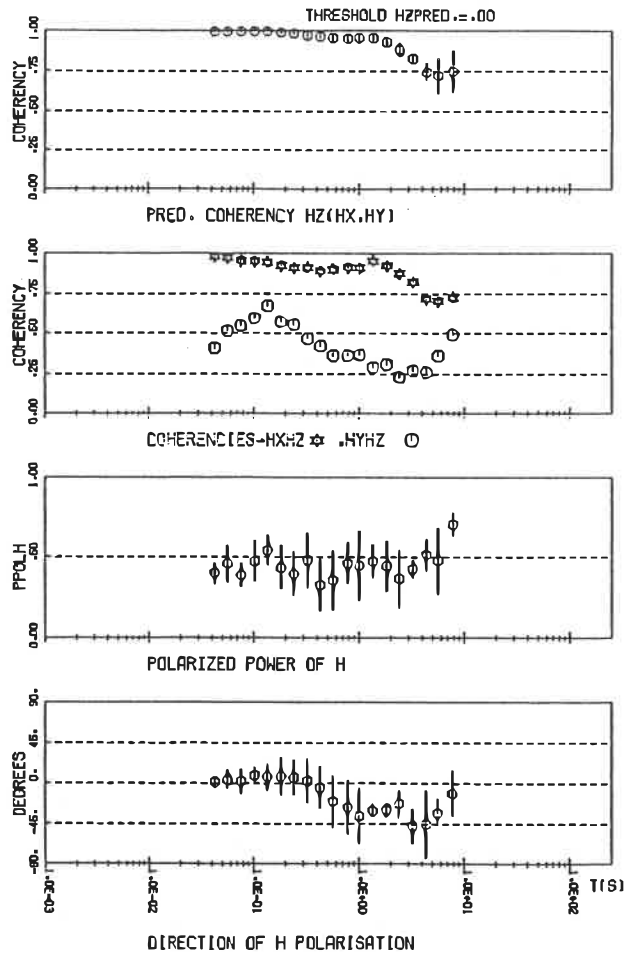 THRESHOLD HZPRED.=.00
1.00
.75
.50
.25
0.00
COHERENCY
PRED. COHERENCY HZ(HX,HY)
1.00
.75
.50
.25
0.00
COHERENCY
COHERENCIES-HXHZ ✡ ,HYHZ
1.00
.50
0.00
PPOLH
POLARIZED POWER OF H
90.
45.
0.
-45.
-90.
DEGREES
T(S)
DIRECTION OF H POLARISATION